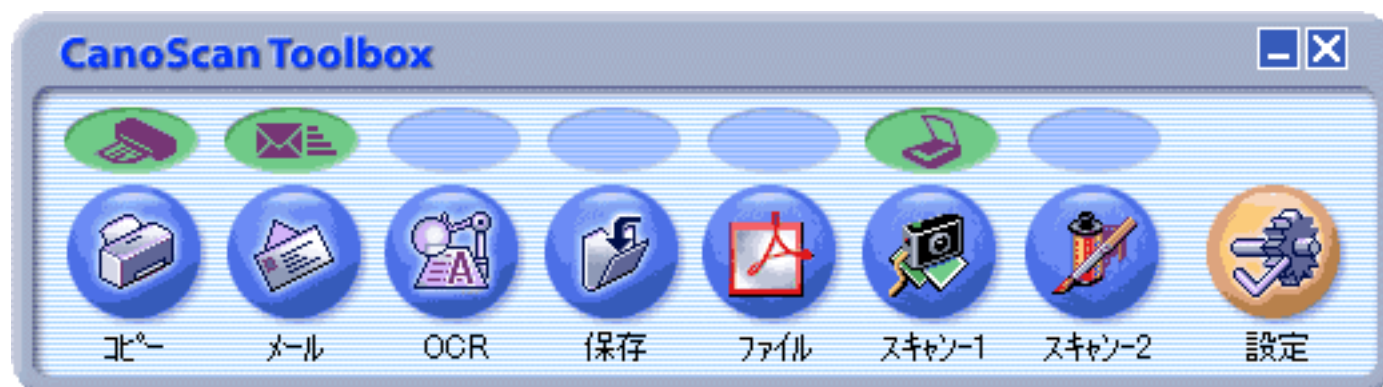 CanoScan Toolbox
ｺﾋﾟｰ ﾒｰﾙ OCR 保存 ﾌｧｲﾙ ｽｷｬﾝ-1 ｽｷｬﾝ-2 設定